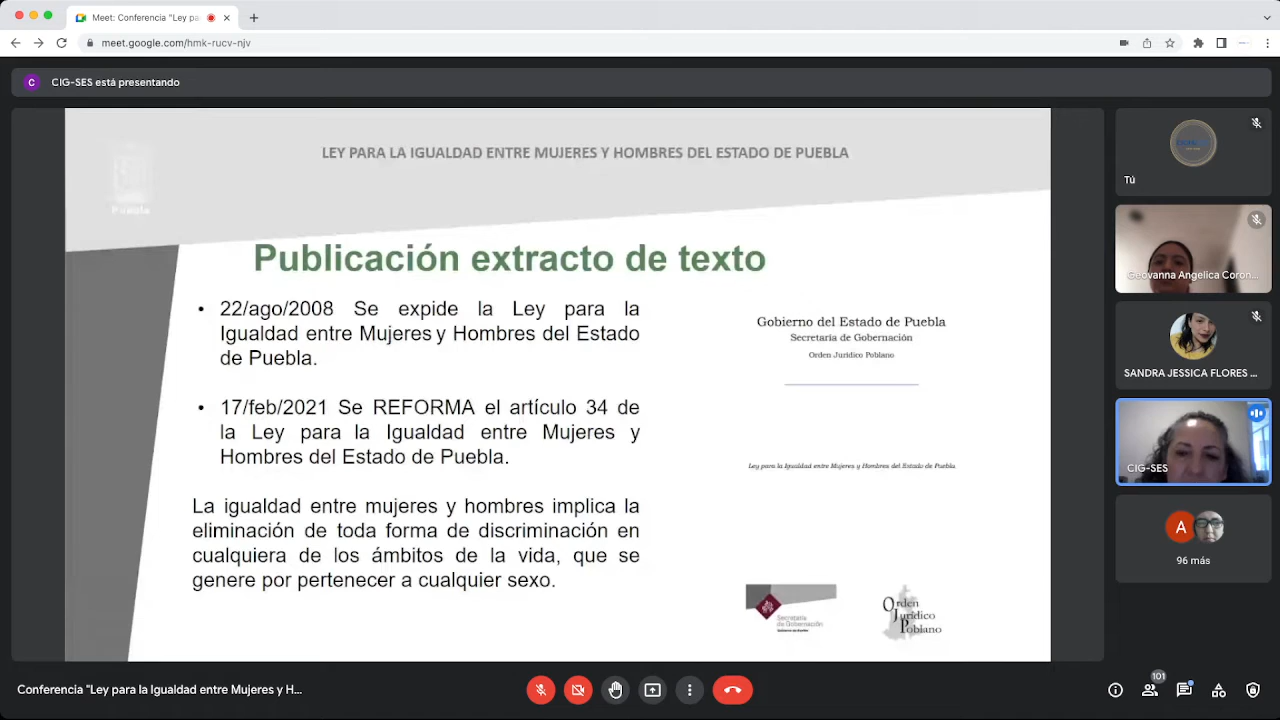 Meet: Conferencia "Ley pa
meet.google.com/hmk-rucv-njv
C CIG-SES está presentando
LEY PARA LA IGUALDAD ENTRE MUJERES Y HOMBRES DEL ESTADO DE PUEBLA
Puebla
Publicación extracto de texto
• 22/ago/2008 Se expide la Ley para la
Igualdad entre Mujeres y Hombres del Estado
de Puebla.
• 17/feb/2021 Se REFORMA el artículo 34 de
la Ley para la Igualdad entre Mujeres y
Hombres del Estado de Puebla.
La igualdad entre mujeres y hombres implica la
eliminación de toda forma de discriminación en
cualquiera de los ámbitos de la vida, que se
genere por pertenecer a cualquier sexo.
Gobierno del Estado de Puebla
Secretaría de Gobernación
Orden Jurídico Poblano
Ley para la Igualdad entre Mujeres y Hombres del Estado de Puebla
Secretaría
de Gobernación
Gobierno de Puebla
Orden
Jurídico
Poblano
Tú
Geovanna Angelica Coron...
SANDRA JESSICA FLORES ...
CIG-SES
A
96 más
Conferencia "Ley para la Igualdad entre Mujeres y H...
101